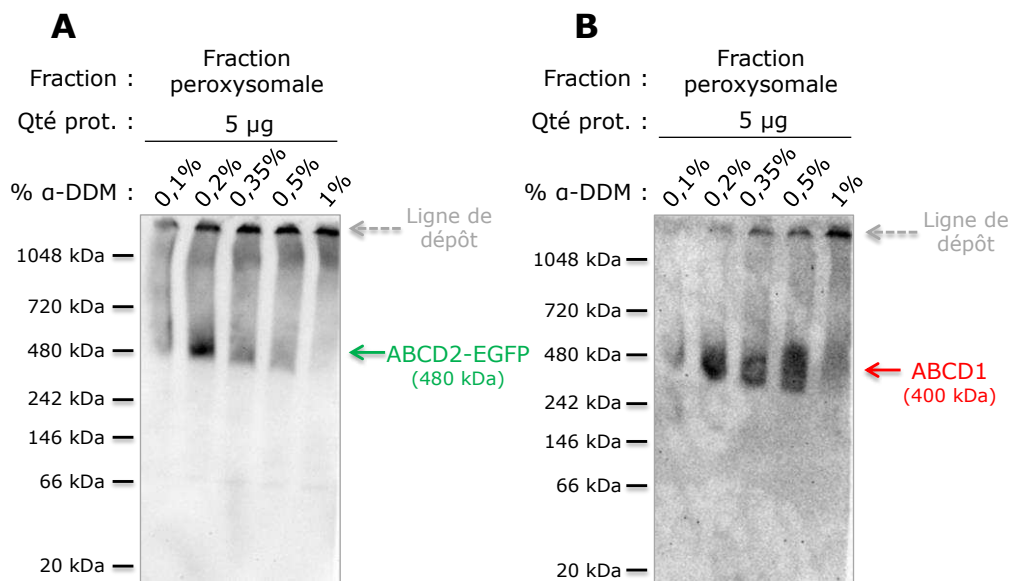 A
Fraction :
Fraction
peroxysomale
Qté prot. :
5 µg
% α-DDM :
0,1%
0,2%
0,35%
0,5%
1%
Ligne de
dépôt
1048 kDa
720 kDa
480 kDa
242 kDa
146 kDa
66 kDa
20 kDa
ABCD2-EGFP
(480 kDa)
B
Fraction :
Fraction
peroxysomale
Qté prot. :
5 µg
% α-DDM :
0,1%
0,2%
0,35%
0,5%
1%
Ligne de
dépôt
1048 kDa
720 kDa
480 kDa
242 kDa
146 kDa
66 kDa
20 kDa
ABCD1
(400 kDa)